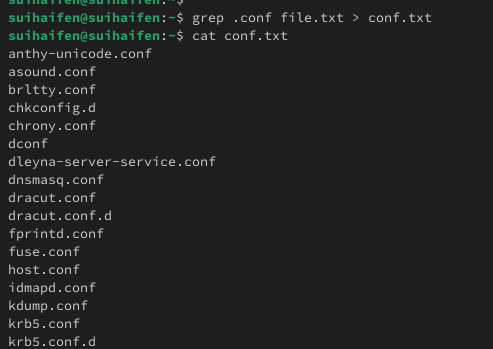 suihaifen@suihaifen:~$
suihaifen@suihaifen:~$ grep .conf file.txt > conf.txt
suihaifen@suihaifen:~$ cat conf.txt
anthy-unicode.conf
asound.conf
brltty.conf
chkconfig.d
chrony.conf
dconf
dleyna-server-service.conf
dnsmasq.conf
dracut.conf
dracut.conf.d
fprintd.conf
fuse.conf
host.conf
idmapd.conf
kdump.conf
krb5.conf
krb5.conf.d